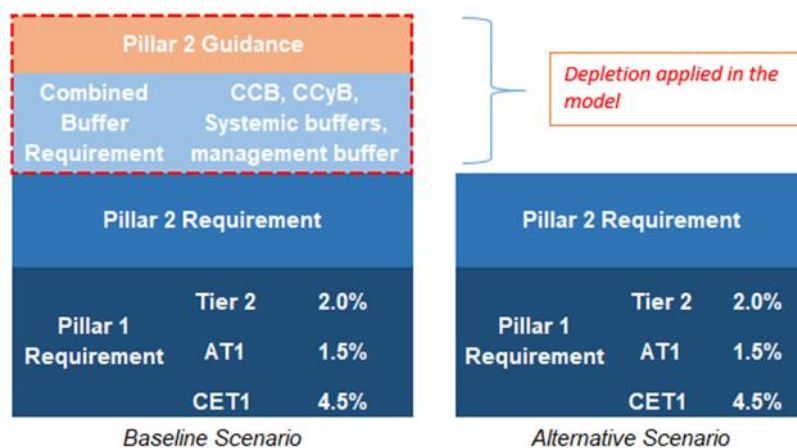 Pillar 2 Guidance
Combined
Buffer
Requirement
CCB, CCyB,
Systemic buffers,
management buffer
Depletion applied in the
model
Pillar 2 Requirement
Pillar 1
Requirement
Tier 2 2.0%
AT1 1.5%
CET1 4.5%
Baseline Scenario
Pillar 2 Requirement
Pillar 1
Requirement
Tier 2 2.0%
AT1 1.5%
CET1 4.5%
Alternative Scenario